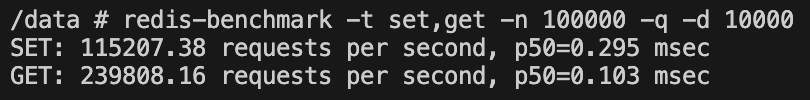 /data # redis-benchmark -t set,get -n 100000 -q -d 10000
SET: 115207.38 requests per second, p50=0.295 msec
GET: 239808.16 requests per second, p50=0.103 msec